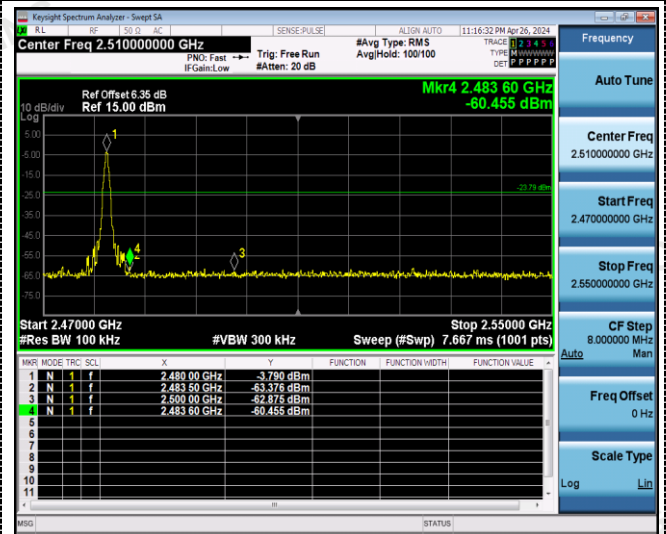 Keysight Spectrum Analyzer - Swept SA
RL RF 50 Ω AC SENSE:PULSE ALIGN AUTO 11:16:32 PM Apr 26, 2024
Center Freq 2.510000000 GHz #Avg Type: RMS TRACE 1 2 3 4 5 6
PNO: Fast Trig: Free Run Avg|Hold: 100/100 TYPE MWWWWW
IFGain:Low #Atten: 20 dB DET P P P P P P
Frequency
Auto Tune
Center Freq
2.510000000 GHz
Start Freq
2.470000000 GHz
Stop Freq
2.550000000 GHz
CF Step
8.000000 MHz
Auto Man
Freq Offset
0 Hz
Scale Type
Log Lin
Ref Offset 6.35 dB Mkr4 2.483 60 GHz
10 dB/div Ref 15.00 dBm -60.455 dBm
Log
5.00
-5.00
-15.0
-25.0
-35.0
-45.0
-55.0
-65.0
-75.0
1
4
2
3
-23.79 dBm
Start 2.47000 GHz Stop 2.55000 GHz
#Res BW 100 kHz #VBW 300 kHz Sweep (#Swp) 7.667 ms (1001 pts)
MKR MODE TRC SCL X Y FUNCTION FUNCTION WIDTH FUNCTION VALUE
1 N 1 f 2.480 00 GHz -3.790 dBm
2 N 1 f 2.483 50 GHz -63.376 dBm
3 N 1 f 2.500 00 GHz -62.875 dBm
4 N 1 f 2.483 60 GHz -60.455 dBm
5
6
7
8
9
10
11
MSG STATUS